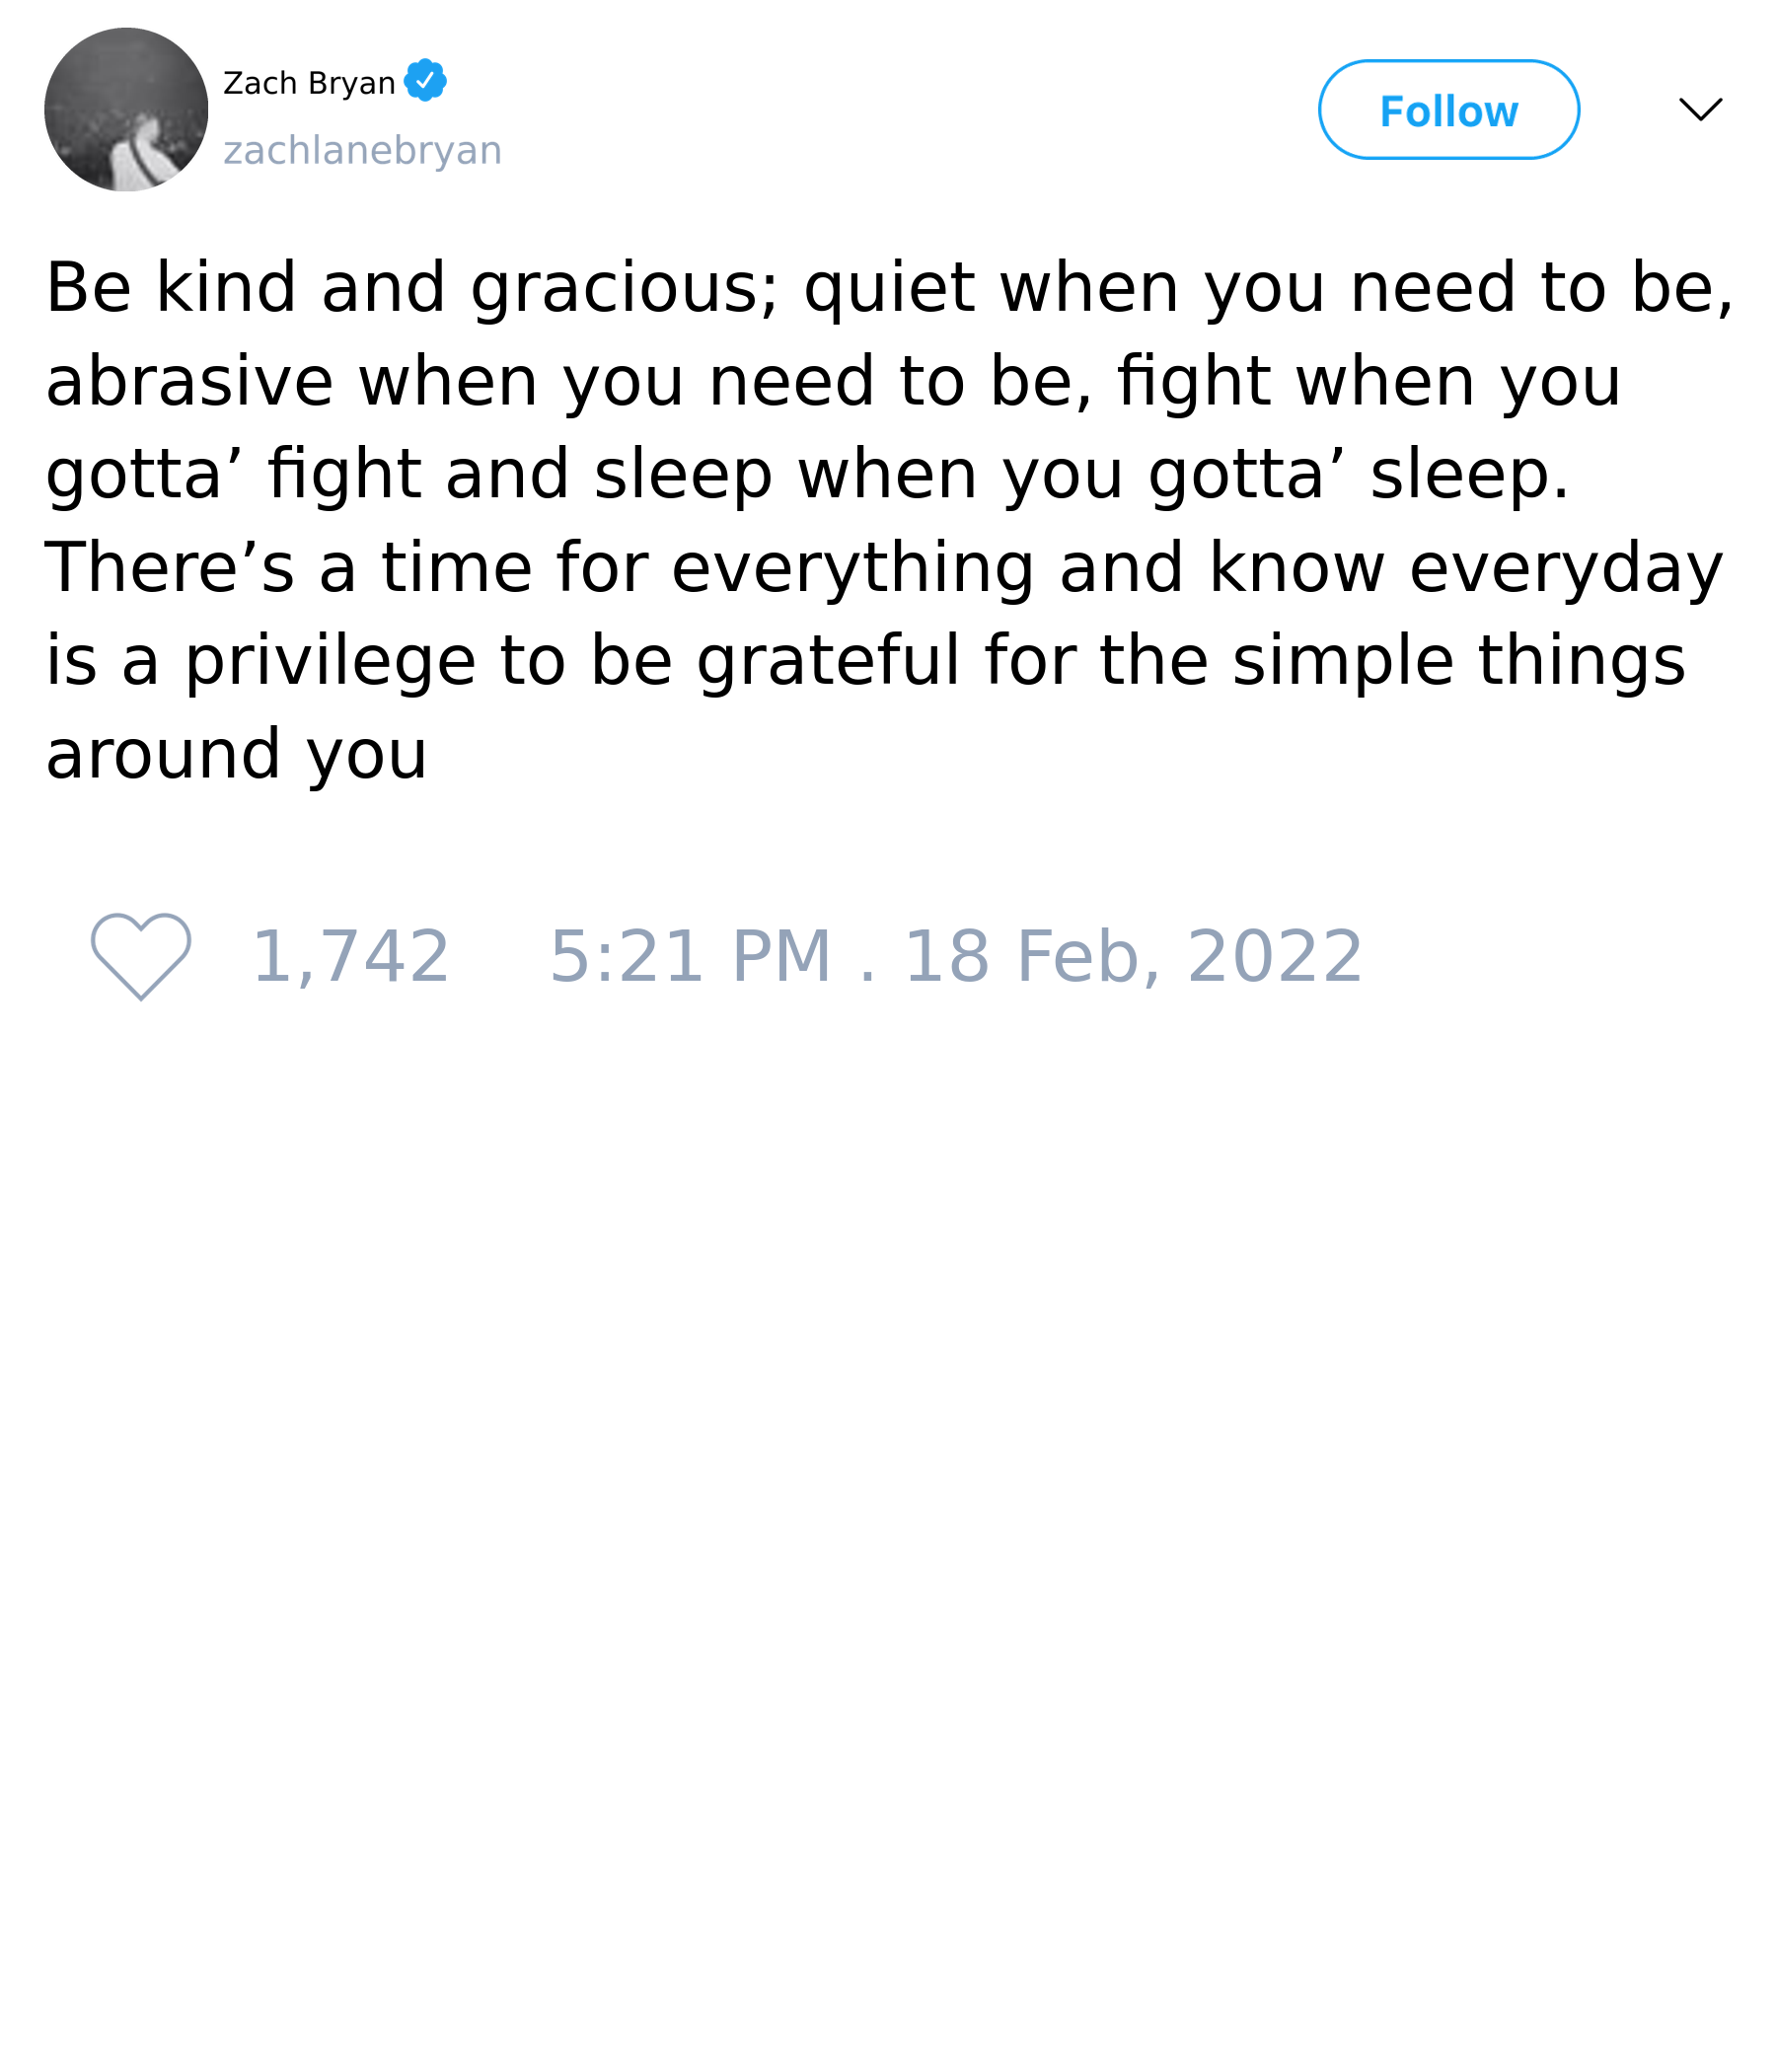 Zach Bryan
zachlanebryan
Follow
Be kind and gracious; quiet when you need to be,
abrasive when you need to be, fight when you
gotta’ fight and sleep when you gotta’ sleep.
There’s a time for everything and know everyday
is a privilege to be grateful for the simple things
around you
1,742 5:21 PM . 18 Feb, 2022